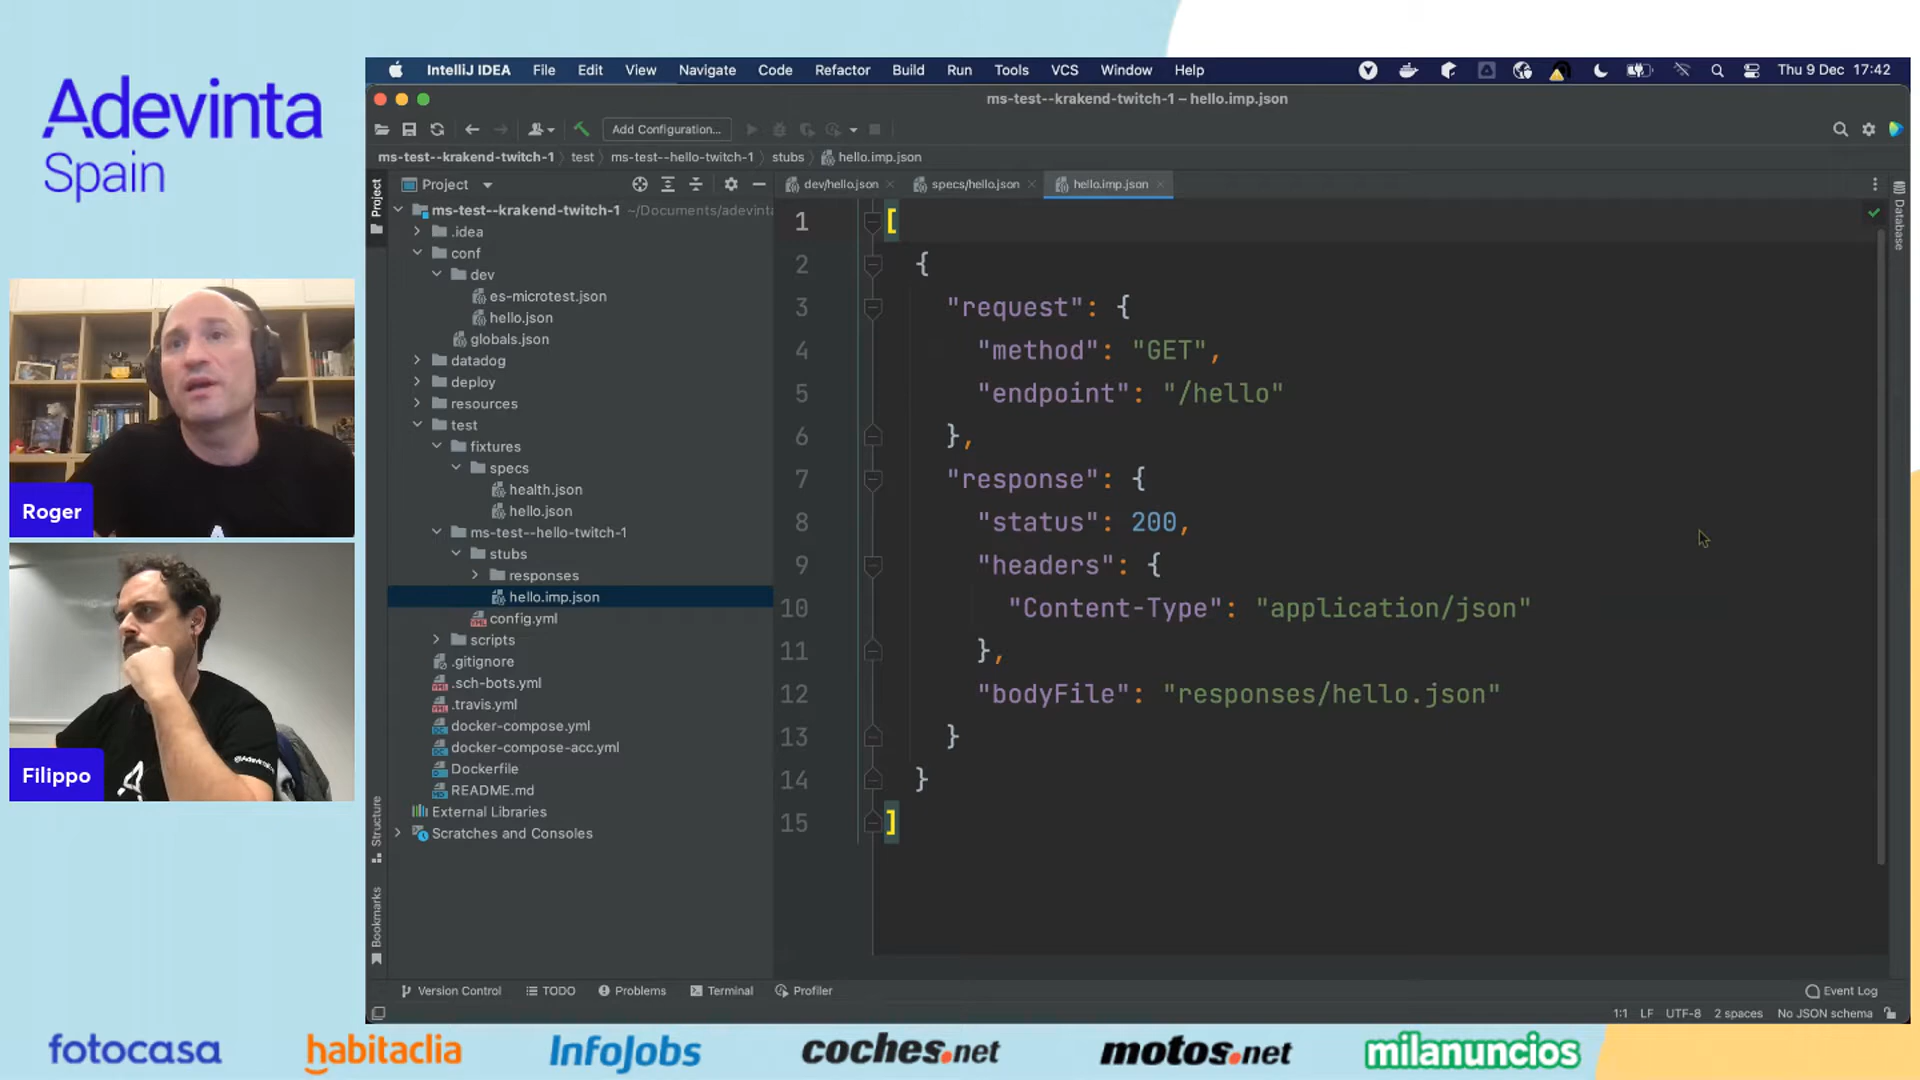 Adevinta
Spain
IntelliJ IDEA File Edit View Navigate Code Refactor Build Run Tools VCS Window Help Thu 9 Dec 17:42
ms-test--krakend-twitch-1 – hello.imp.json
Add Configuration...
ms-test--krakend-twitch-1 test ms-test--hello-twitch-1 stubs hello.imp.json
Project
Project
dev/hello.json specs/hello.json hello.imp.json
Database
ms-test--krakend-twitch-1 ~/Documents/adevinta
.idea
conf
dev
es-microtest.json
hello.json
globals.json
datadog
deploy
resources
test
fixtures
specs
health.json
hello.json
ms-test--hello-twitch-1
stubs
responses
hello.imp.json
config.yml
scripts
.gitignore
.sch-bots.yml
.travis.yml
docker-compose.yml
docker-compose-acc.yml
Dockerfile
README.md
External Libraries
Scratches and Consoles
Structure
Bookmarks
1 [
2 {
3 "request": {
4 "method": "GET",
5 "endpoint": "/hello"
6 },
7 "response": {
8 "status": 200,
9 "headers": {
10 "Content-Type": "application/json"
11 },
12 "bodyFile": "responses/hello.json"
13 }
14 }
15 ]
Version Control TODO Problems Terminal Profiler Event Log
1:1 LF UTF-8 2 spaces No JSON schema
Roger
Filippo
fotocasa habitaclia InfoJobs coches.net motos.net milanuncios